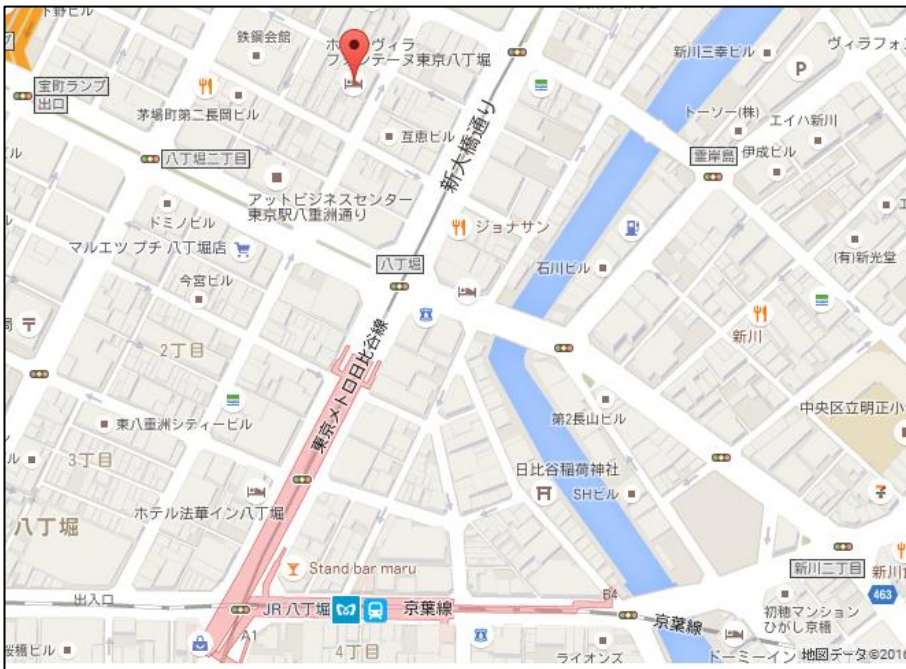 下野ビル
鉄鋼会館
ヴィラ
東京八丁堀
新川三幸ビル
ヴィラフォ
P
宝町ランプ
出口
茅場町第二長岡ビル
互恵ビル
新大橋通り
トーソー(株)
エイハ新川
八丁堀二丁目
霊岸島
伊成ビル
アットビジネスセンター
東京駅八重洲通り
ドミノビル
ジョナサン
マルエツ プチ 八丁堀店
八丁堀
石川ビル
(有)新光堂
今宮ビル
新川
2丁目
東京メトロ日比谷線
東八重洲シティービル
第2長山ビル
中央区立明正小
3丁目
日比谷稲荷神社
SHビル
ホテル法華イン八丁堀
八丁堀
Stand bar maru
新川二丁目
新川
463
出入口
JR 八丁堀
京葉線
B4
京葉線
初穂マンション
ひがし京橋
A1
桜橋ビル
4丁目
ライオンズ
ドーミーイン
地図データ©2016